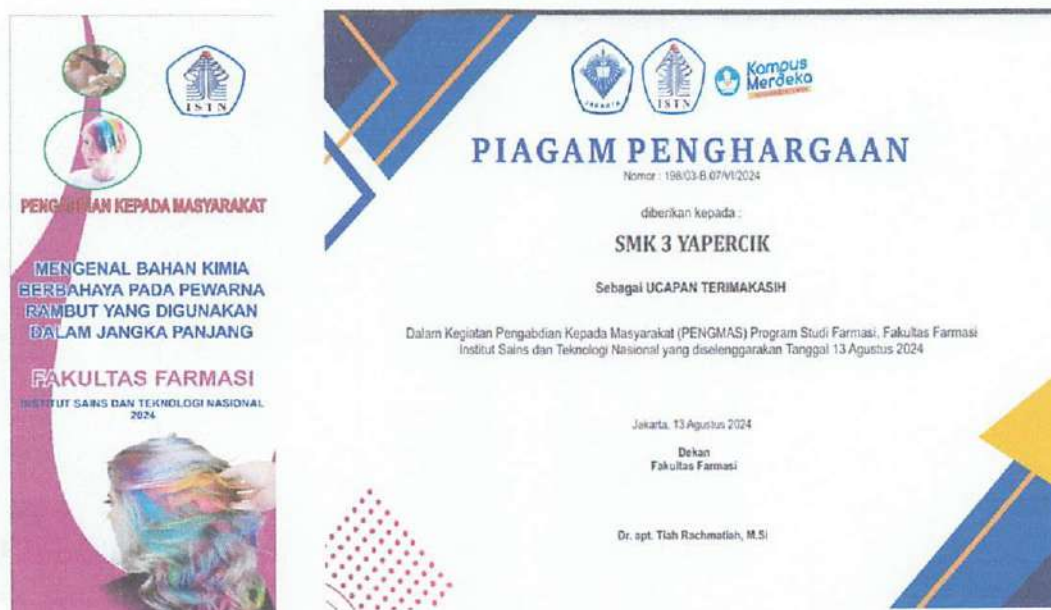 ISTN
PENGABDIAN KEPADA MASYARAKAT
MENGENAL BAHAN KIMIA
BERBAHAYA PADA PEWARNA
RAMBUT YANG DIGUNAKAN
DALAM JANGKA PANJANG
FAKULTAS FARMASI
INSTITUT SAINS DAN TEKNOLOGI NASIONAL
2024
JAKARTA
ISTN
Kampus
Merdeka
PIAGAM PENGHARGAAN
Nomor : 198/03-B.07/VI/2024
diberikan kepada :
SMK 3 YAPERCIK
Sebagai UCAPAN TERIMAKASIH
Dalam Kegiatan Pengabdian Kepada Masyarakat (PENGMAS) Program Studi Farmasi, Fakultas Farmasi
Institut Sains dan Teknologi Nasional yang diselenggarakan Tanggal 13 Agustus 2024
Jakarta, 13 Agustus 2024
Dekan
Fakultas Farmasi
Dr. apt. Tiah Rachmatiah, M.Si